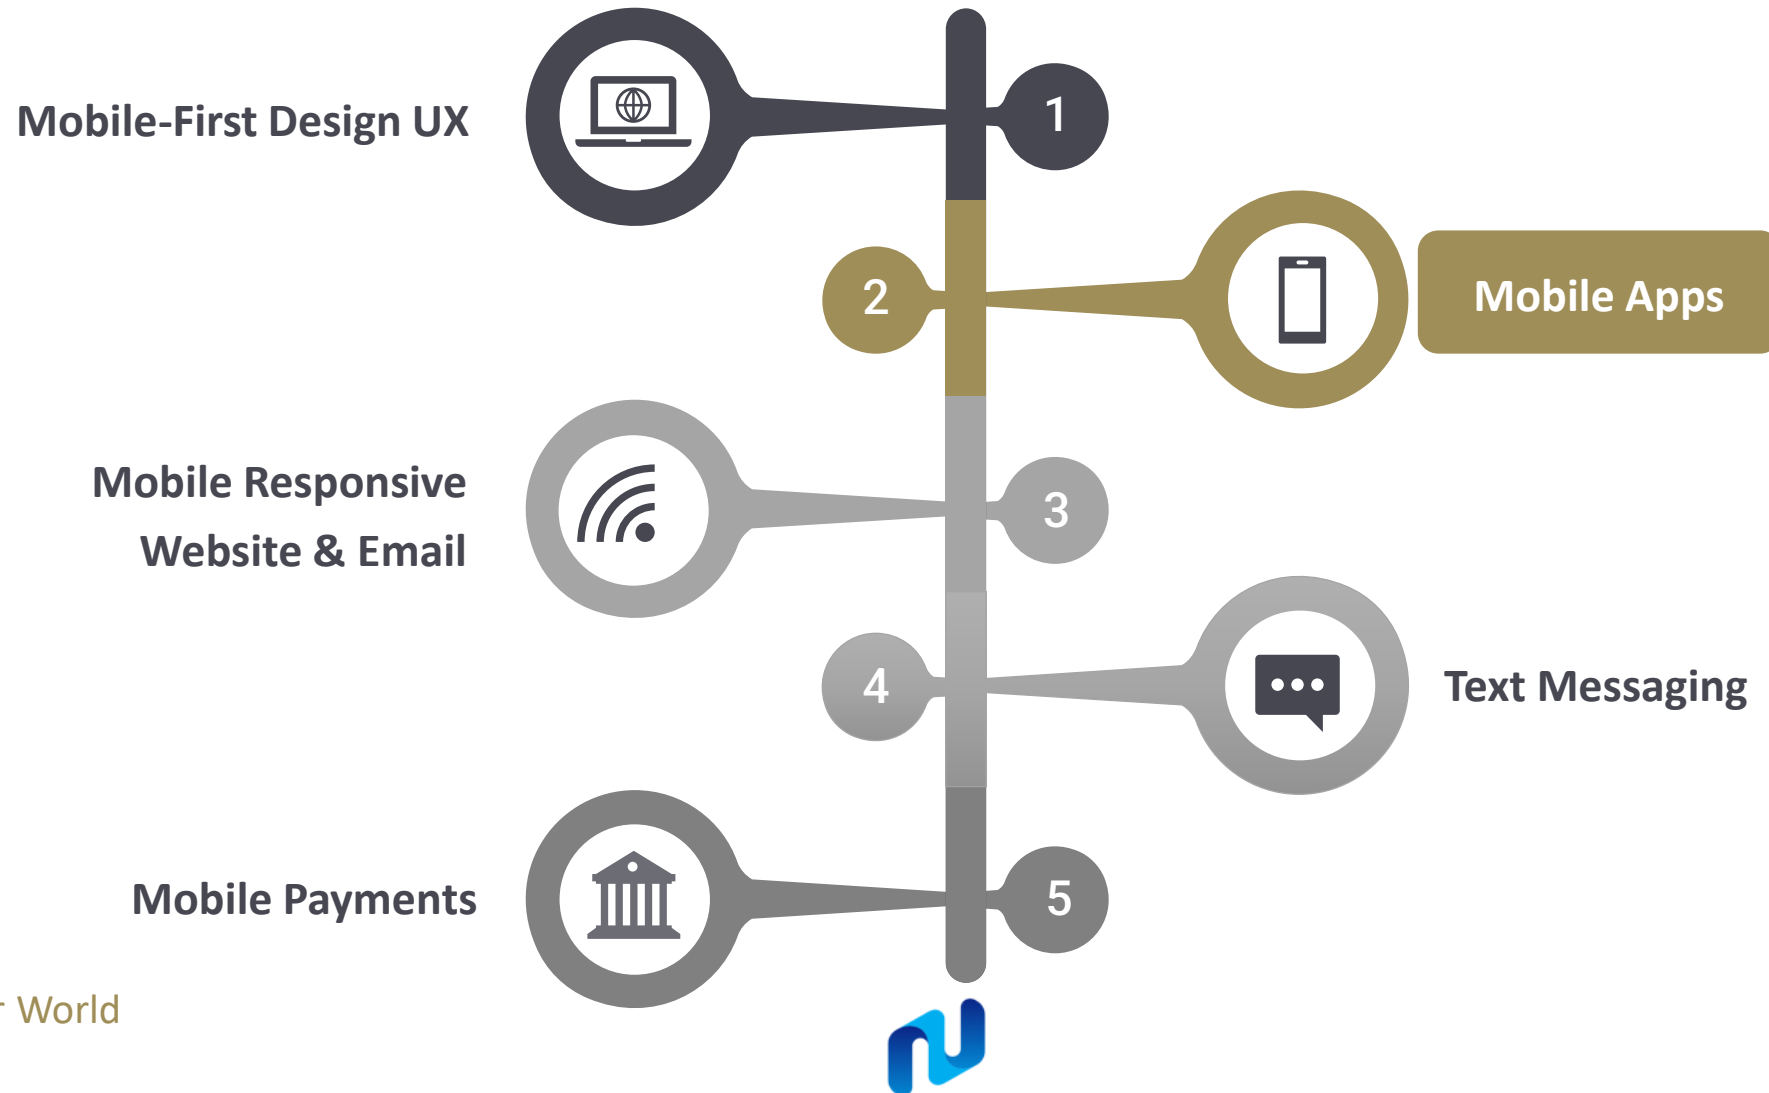 Mobile-First Design UX
1
2
Mobile Apps
Mobile Responsive
Website & Email
3
4
Text Messaging
Mobile Payments
5
World